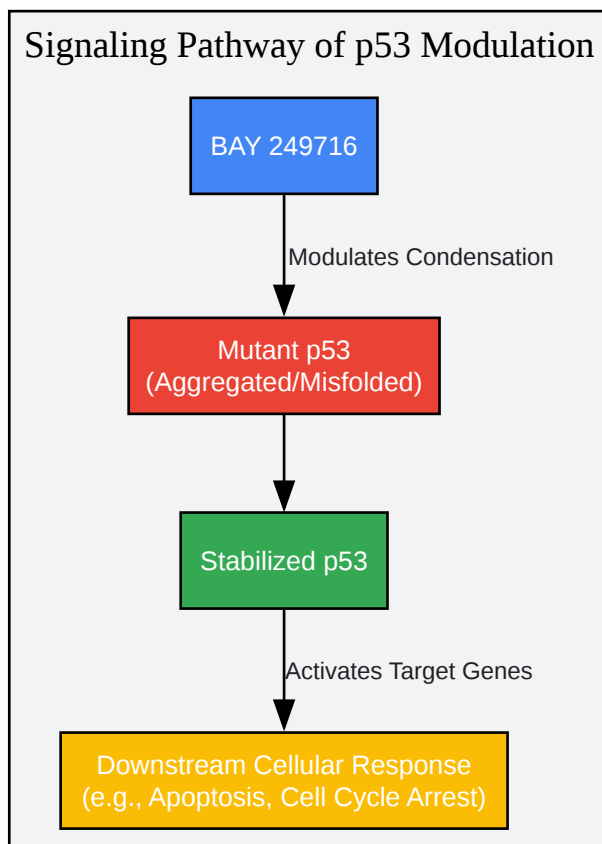 Signaling Pathway of p53 Modulation
BAY 249716
Modulates Condensation
Mutant p53
(Aggregated/Misfolded)
Stabilized p53
Activates Target Genes
Downstream Cellular Response
(e.g., Apoptosis, Cell Cycle Arrest)